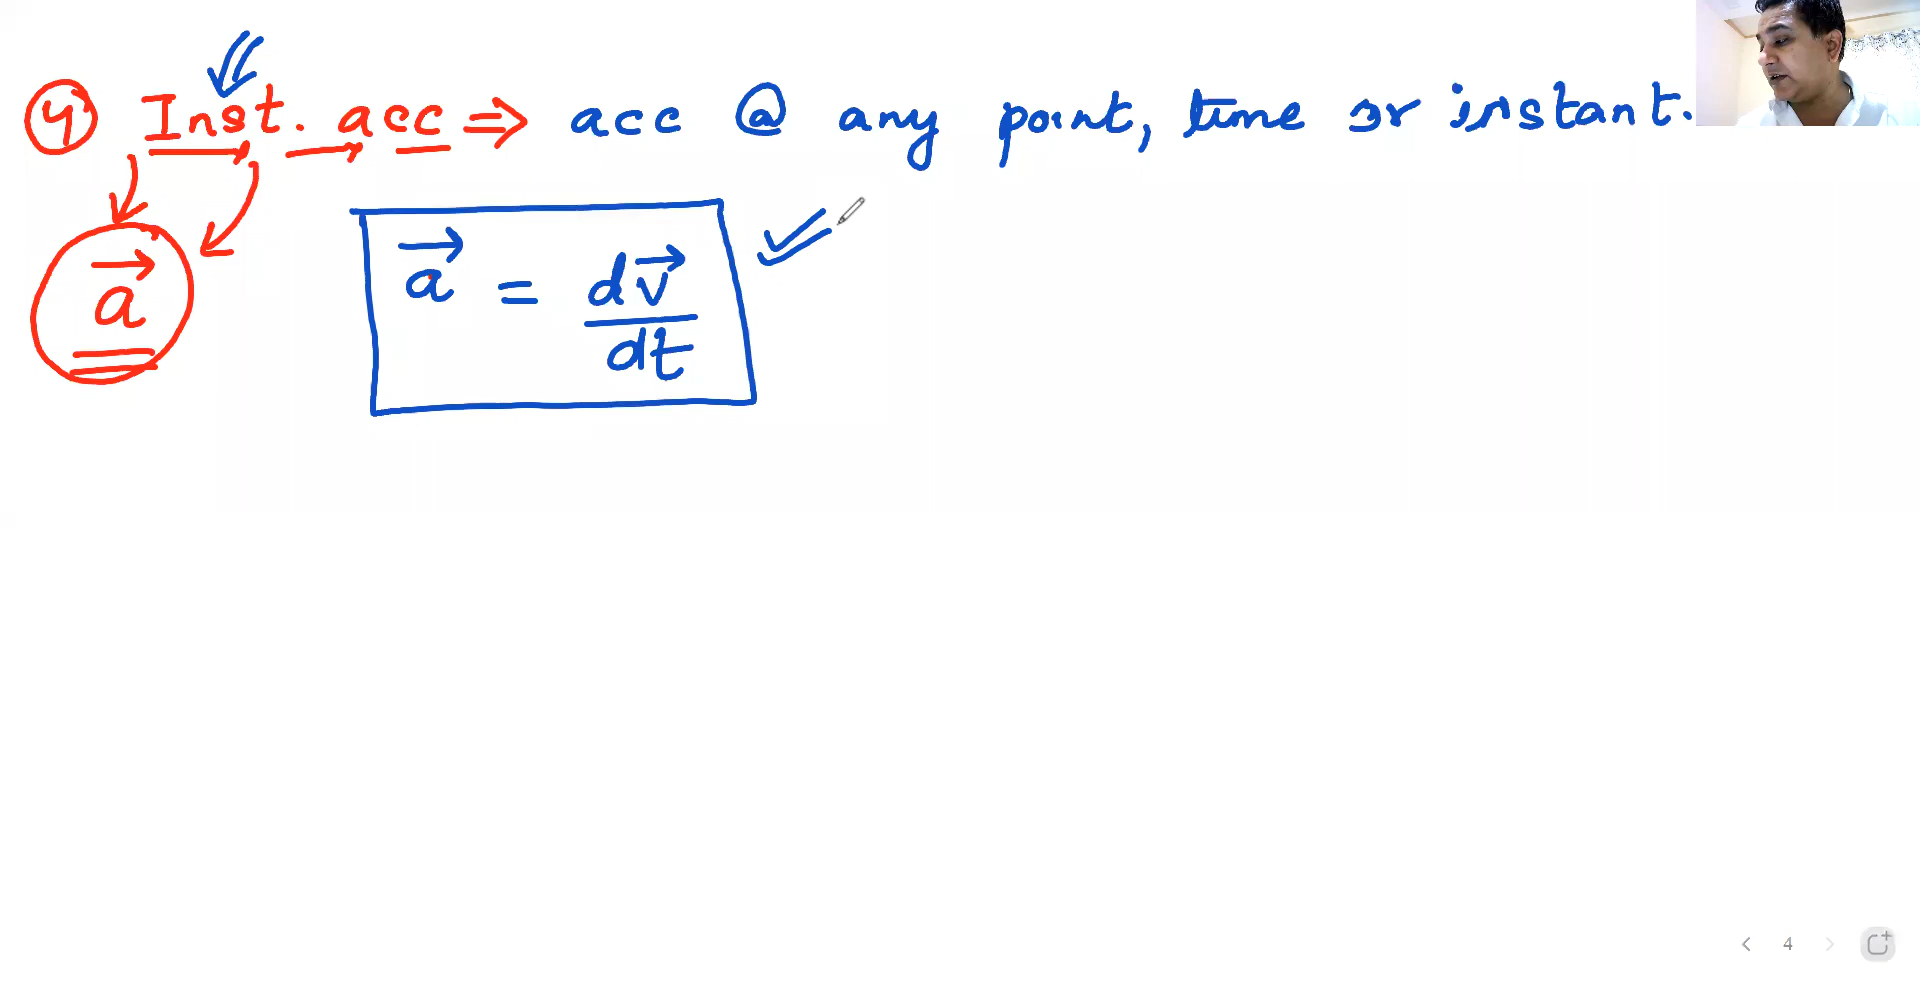 4 Inst. acc ⇒ acc @ any point, time or instant.
a⃗
a⃗ = dv⃗/dt
4